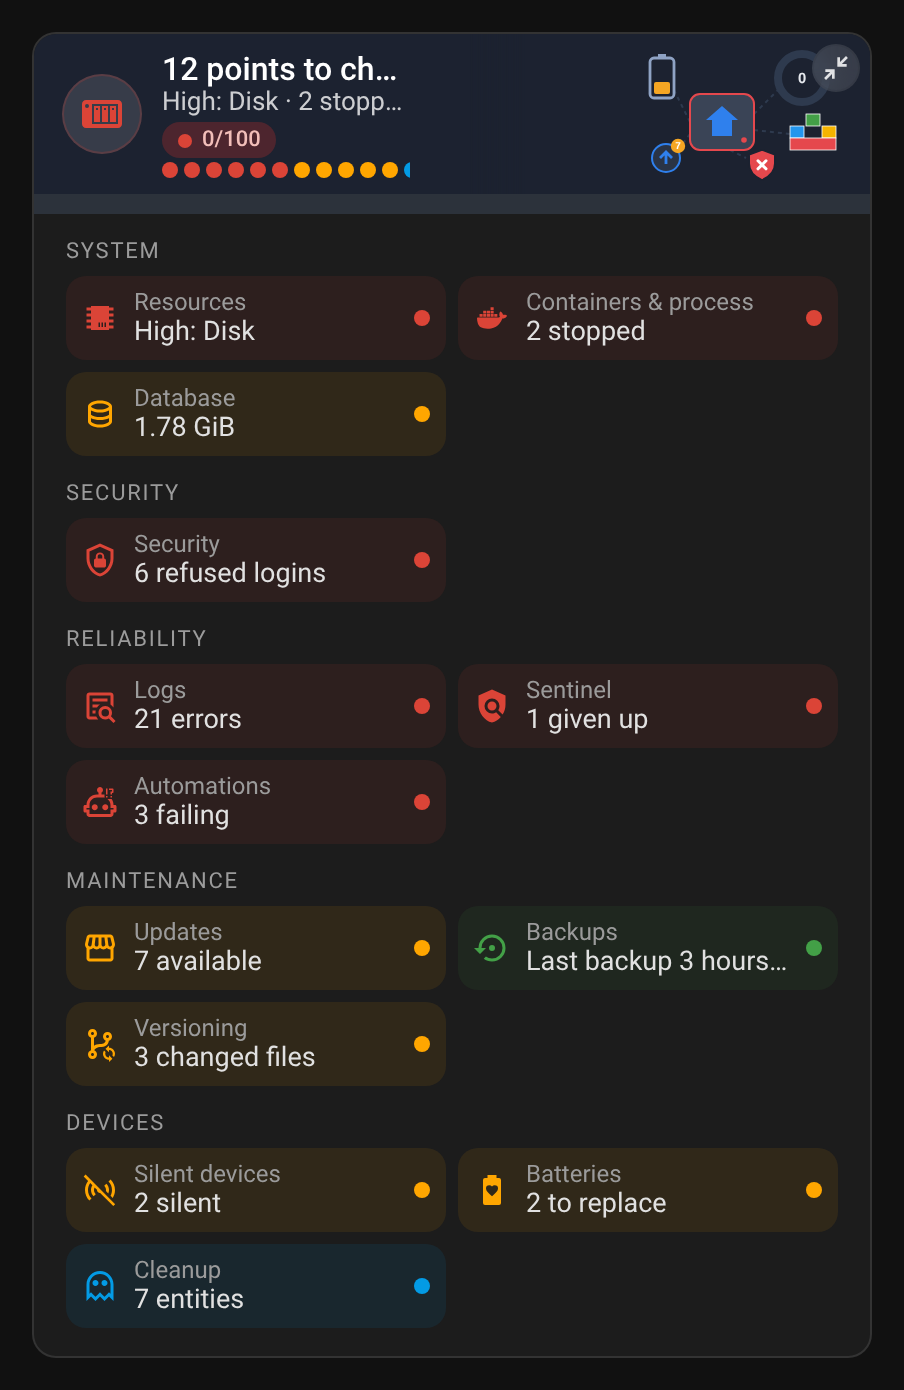 12 points to ch...
High: Disk · 2 stopp...
0/100
0
7
SYSTEM
Resources
High: Disk
Containers & process
2 stopped
Database
1.78 GiB
SECURITY
Security
6 refused logins
RELIABILITY
Logs
21 errors
Sentinel
1 given up
Automations
3 failing
MAINTENANCE
Updates
7 available
Backups
Last backup 3 hours...
Versioning
3 changed files
DEVICES
Silent devices
2 silent
Batteries
2 to replace
Cleanup
7 entities